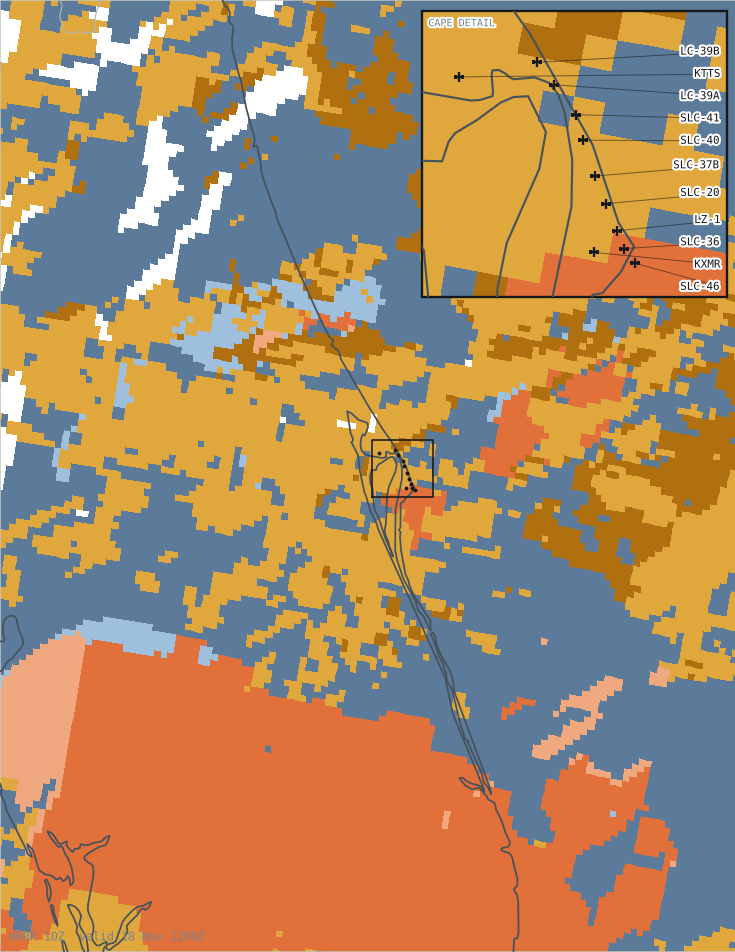 CAPE DETAIL
LC-39B
KTTS
LC-39A
SLC-41
SLC-40
SLC-37B
SLC-20
LZ-1
SLC-36
KXMR
SLC-46